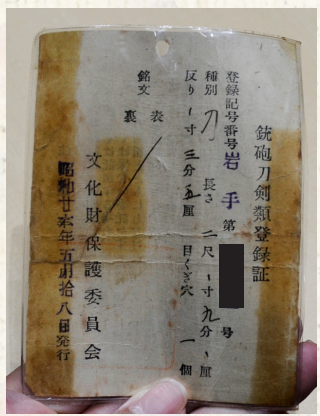 銃砲刀剣類登録証
登録記号番号岩手第 号
種別 刀 長さ 二尺 寸九分 厘
反り 寸三分五厘 目くぎ穴 一個
銘文 表
裏
文化財保護委員会
昭和廿六年五月拾八日発行